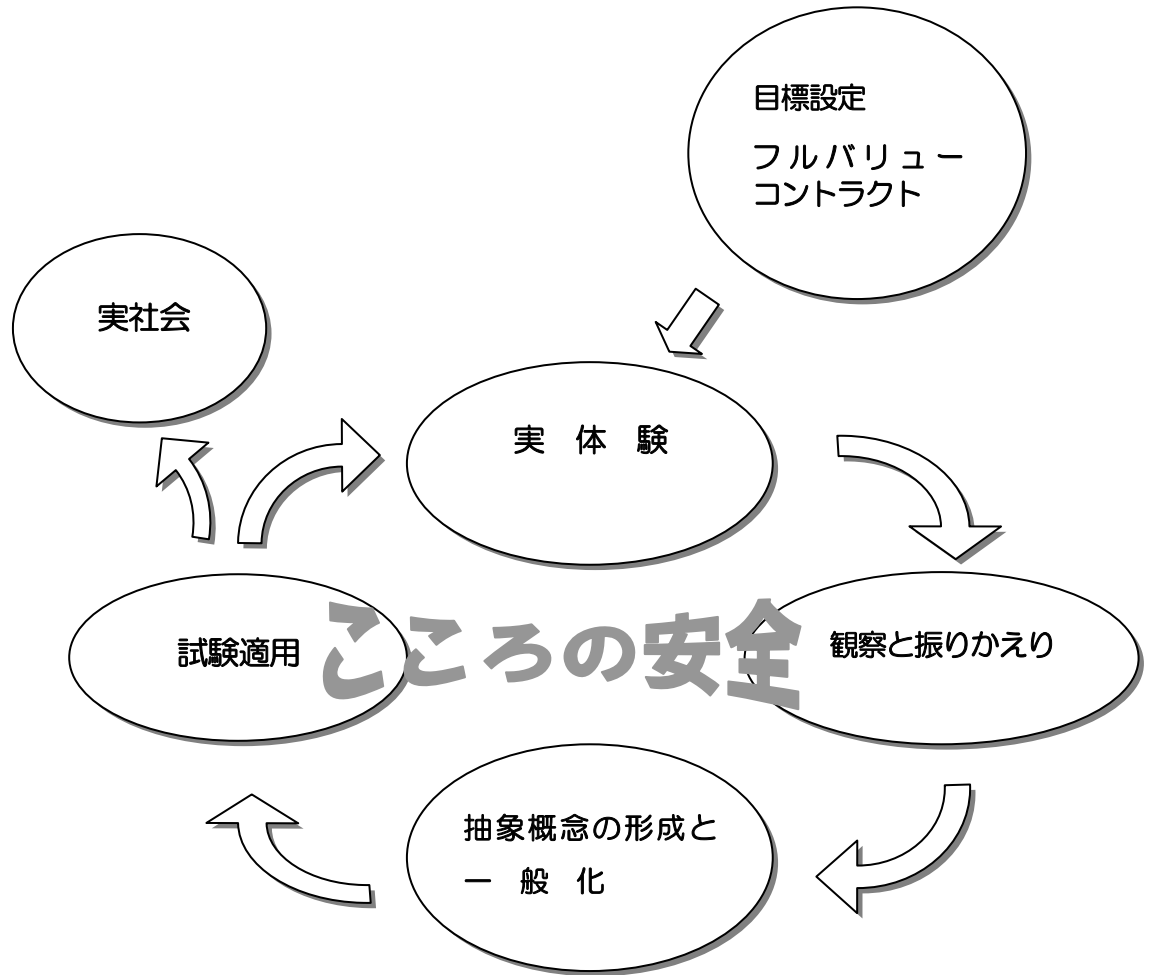 目標設定
フルバリュー
コントラクト
実社会
実　体　験
試験適用
こころの安全
観察と振りかえり
抽象概念の形成と
一　般　化